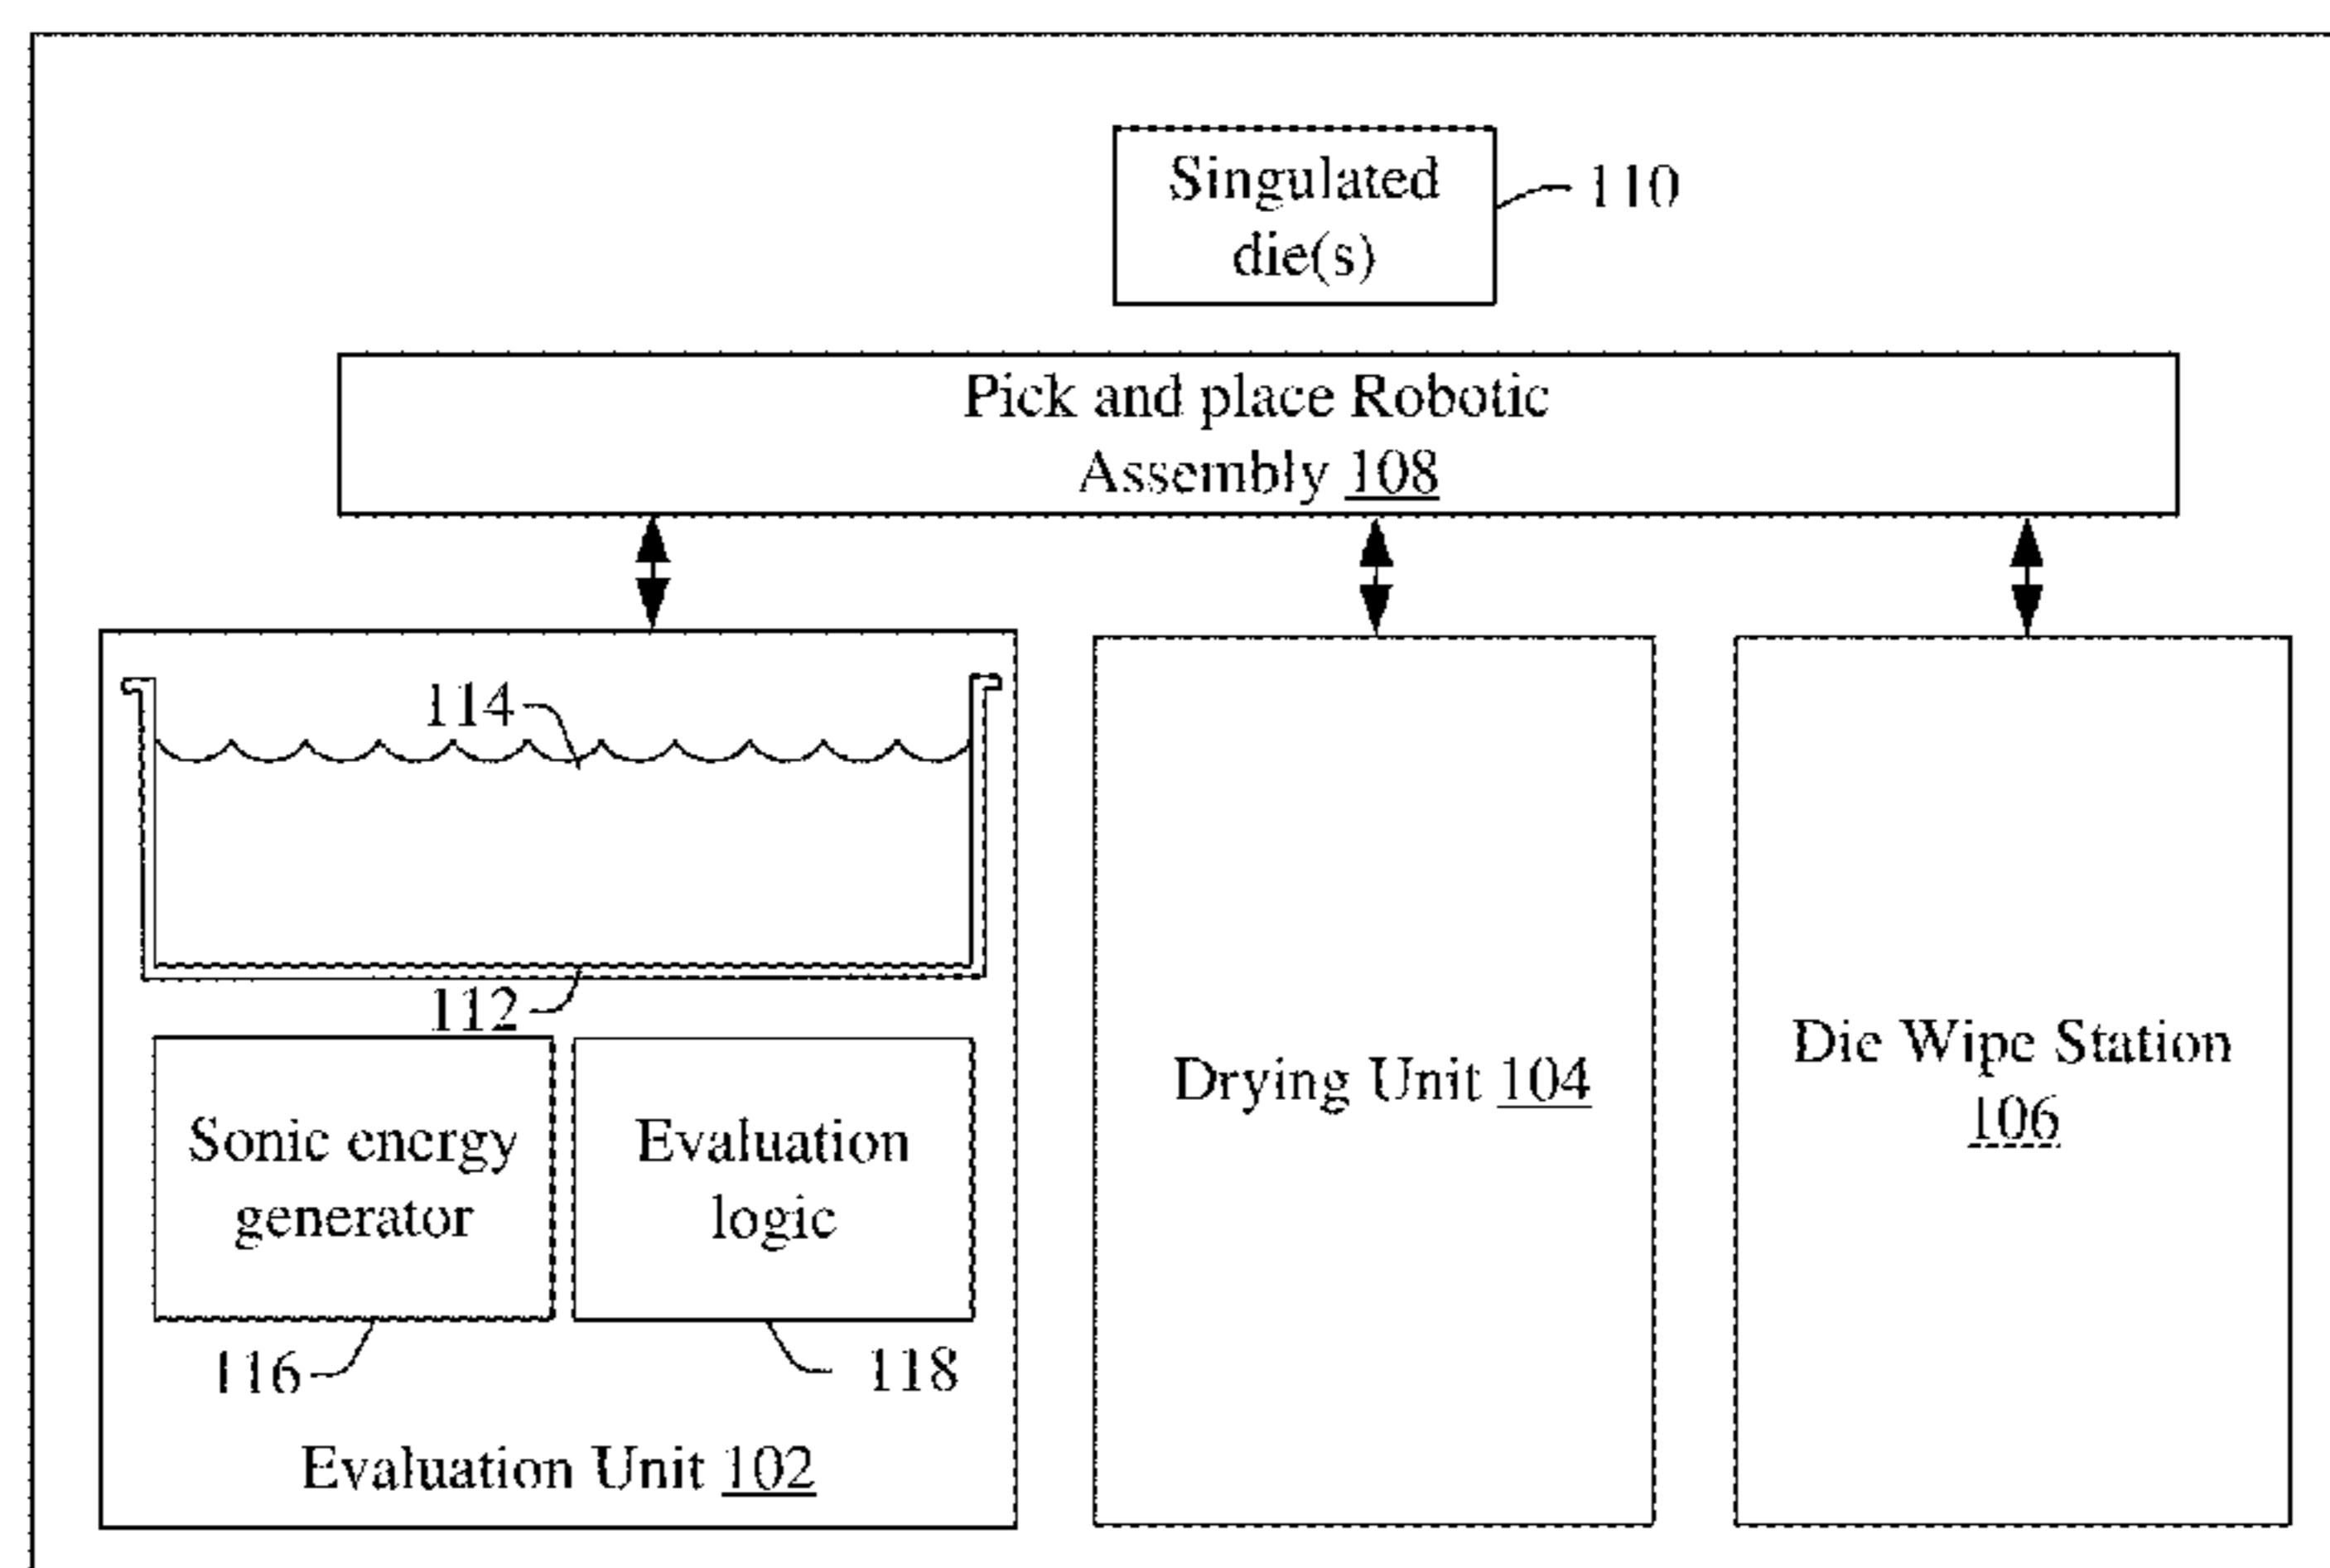 Singulated
die(s)
110
Pick and place Robotic
Assembly 108
114
112
Sonic energy
generator
Evaluation
logic
116
118
Evaluation Unit 102
Drying Unit 104
Die Wipe Station
106